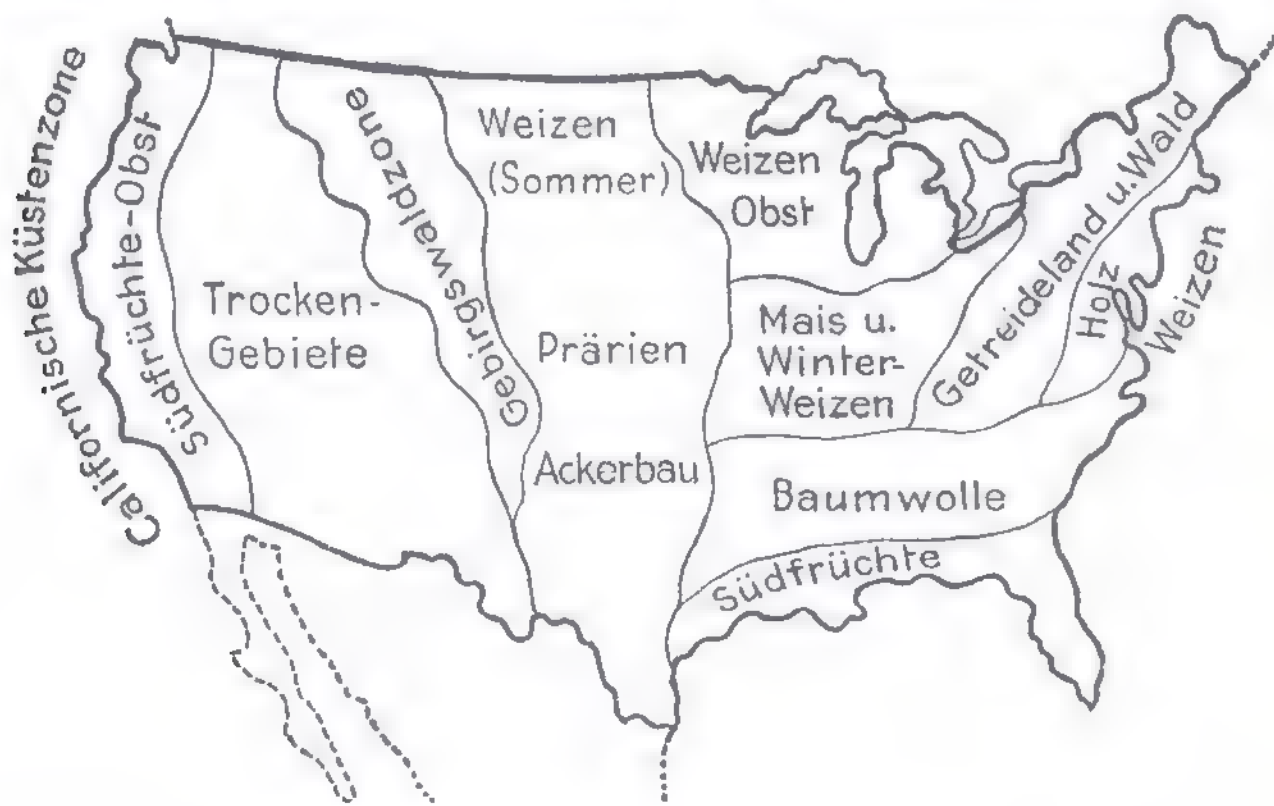 Californische Küstenzone
Südfrüchte-Obst
Trocken-
Gebiete
Gebirgswaldzone
Weizen
(Sommer)
Prärien
Ackerbau
Weizen
Obst
Mais u.
Winter-
Weizen
Getreideland u. Wald
Holz
Weizen
Baumwolle
Südfrüchte